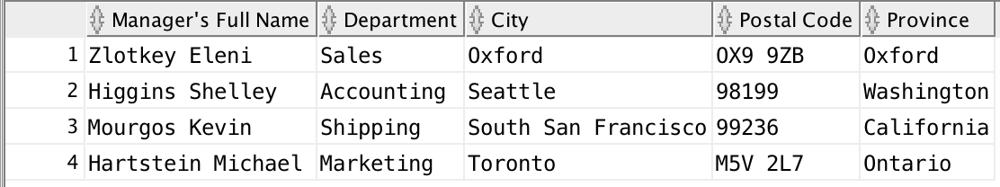 Manager's Full Name Department City Postal Code Province
1 Zlotkey Eleni Sales Oxford OX9 9ZB Oxford
2 Higgins Shelley Accounting Seattle 98199 Washington
3 Mourgos Kevin Shipping South San Francisco 99236 California
4 Hartstein Michael Marketing Toronto M5V 2L7 Ontario